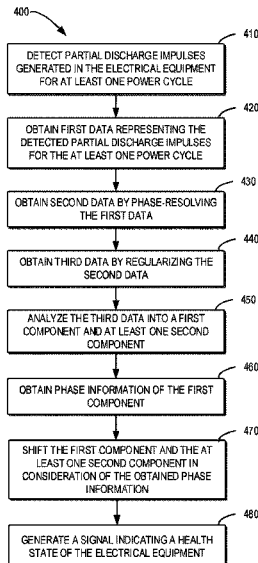 400
410
DETECT PARTIAL DISCHARGE IMPULSES
GENERATED IN THE ELECTRICAL EQUIPMENT
FOR AT LEAST ONE POWER CYCLE
420
OBTAIN FIRST DATA REPRESENTING THE
DETECTED PARTIAL DISCHARGE IMPULSES
FOR THE AT LEAST ONE POWER CYCLE
430
OBTAIN SECOND DATA BY PHASE-RESOLVING
THE FIRST DATA
440
OBTAIN THIRD DATA BY REGULARIZING THE
SECOND DATA
450
ANALYZE THE THIRD DATA INTO A FIRST
COMPONENT AND AT LEAST ONE SECOND
COMPONENT
460
OBTAIN PHASE INFORMATION OF THE FIRST
COMPONENT
470
SHIFT THE FIRST COMPONENT AND THE AT
LEAST ONE SECOND COMPONENT IN
CONSIDERATION OF THE OBTAINED PHASE
INFORMATION
480
GENERATE A SIGNAL INDICATING A HEALTH
STATE OF THE ELECTRICAL EQUIPMENT